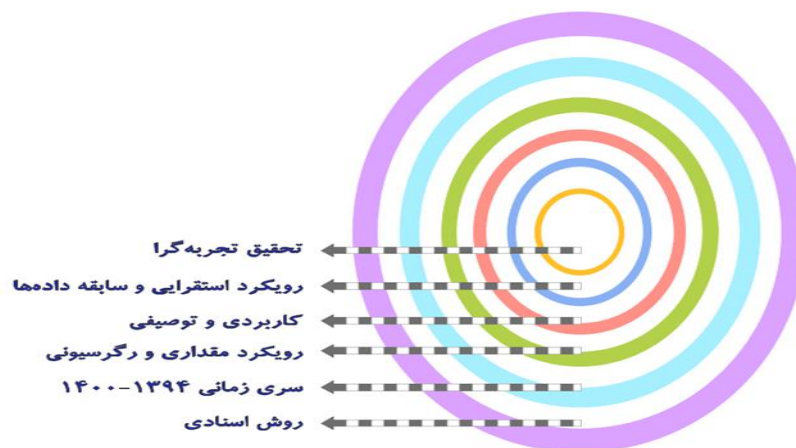 تحقیق تجربه‌گرا
رویکرد استقرایی و سابقه داده‌ها
کاربردی و توصیفی
رویکرد مقداری و رگرسیونی
سری زمانی ۱۳۹۴-۱۴۰۰
روش اسنادی